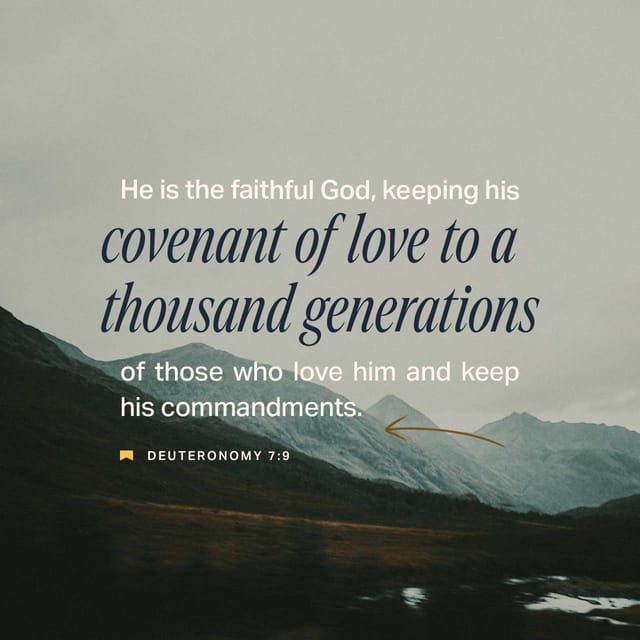 He is the faithful God, keeping his
covenant of love to a
thousand generations
of those who love him and keep
his commandments.
DEUTERONOMY 7:9